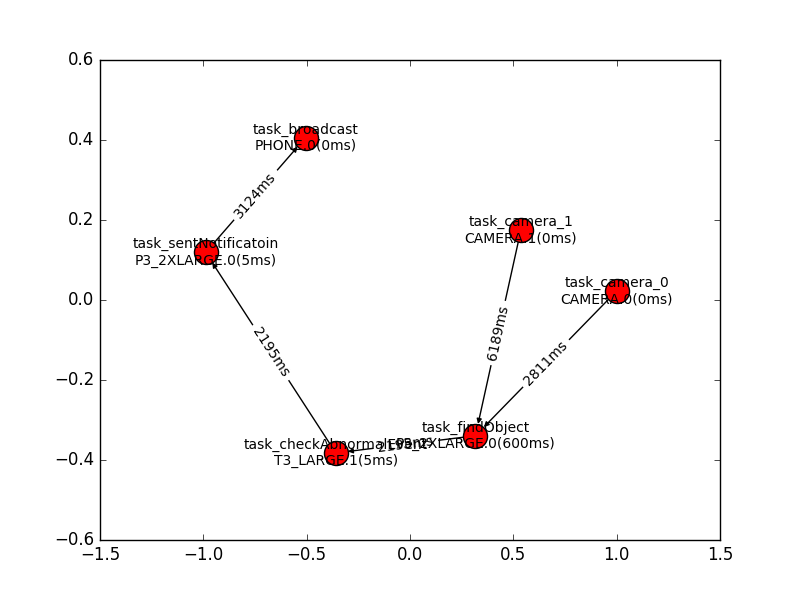 0.6
0.4
0.2
0.0
−0.2
−0.4
−0.6
−1.5
−1.0
−0.5
0.0
0.5
1.0
1.5
task_broadcast
PHONE.0(0ms)
3124ms
task_sentNotificatoin
P3_2XLARGE.0(5ms)
2195ms
task_camera_1
CAMERA.1(0ms)
6189ms
task_camera_0
CAMERA.0(0ms)
2811ms
task_findObject
P3_2XLARGE.0(600ms)
task_checkAbnormalEvent
T3_LARGE.1(5ms)